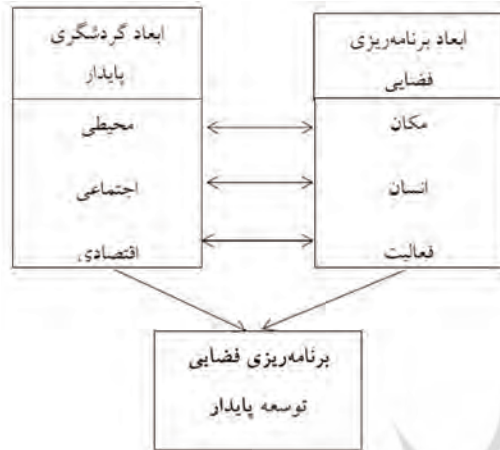 ابعاد برنامه‌ریزی
فضایی
مکان
انسان
فعالیت
ابعاد گردشگری
پایدار
محیطی
اجتماعی
اقتصادی
برنامه‌ریزی فضایی
توسعه پایدار